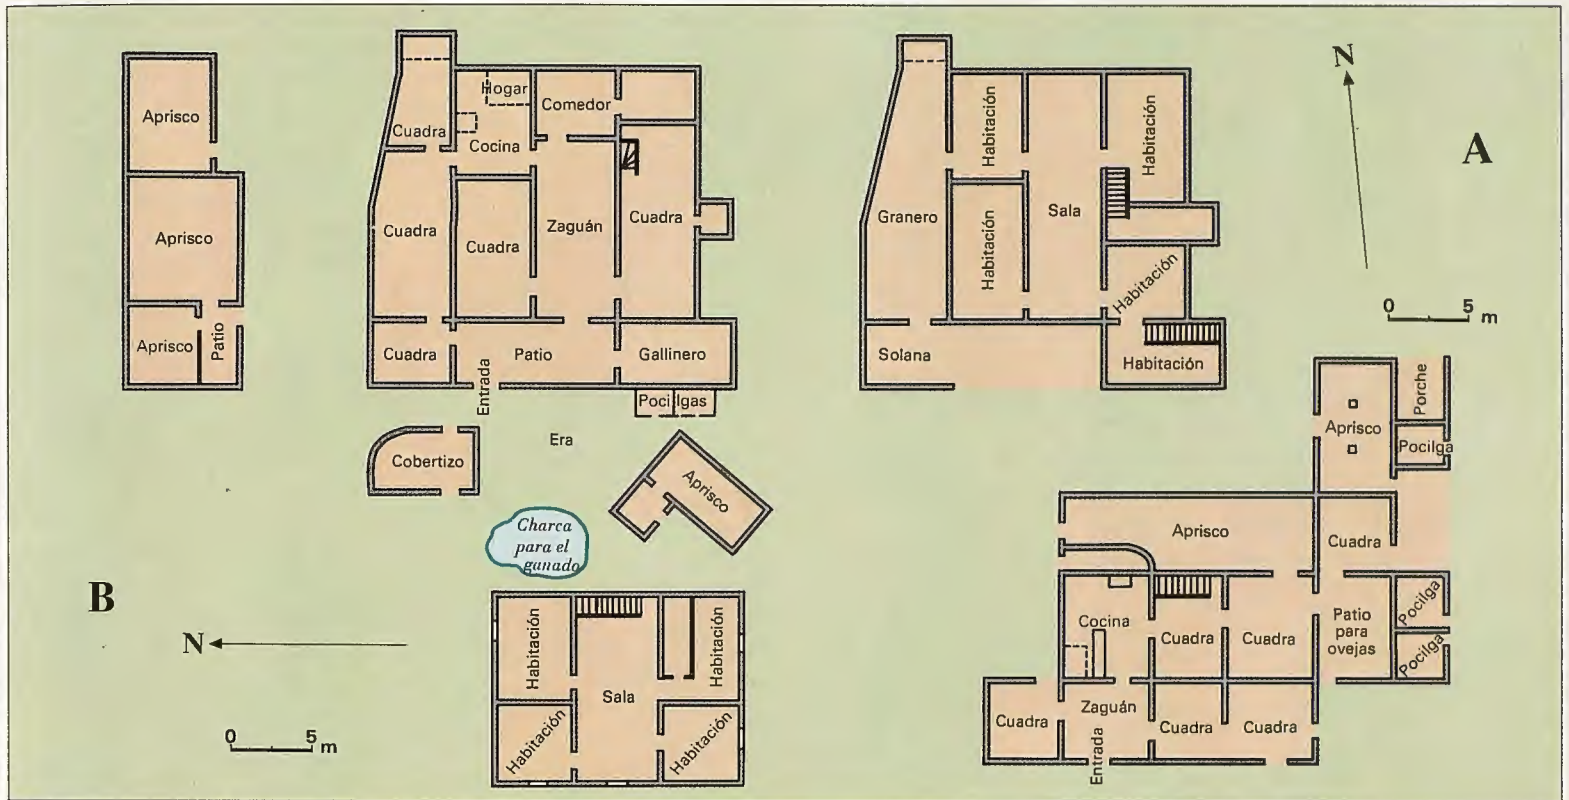 Aprisco
Aprisco
Aprisco
Patio
Cuadra
Hogar
Cocina
Comedor
Cuadra
Cuadra
Zaguán
Cuadra
Cuadra
Patio
Gallinero
Entrada
Pocilgas
Era
Cobertizo
Aprisco
Charca
para el
ganado
Granero
Habitación
Habitación
Sala
Habitación
Habitación
Solana
Habitación
N
A
0 5 m
B
N
0 5 m
Habitación
Habitación
Sala
Habitación
Habitación
Aprisco
Porche
Pocilga
Aprisco
Cuadra
Cocina
Cuadra
Cuadra
Patio
para
ovejas
Pocilga
Pocilga
Cuadra
Zaguán
Cuadra
Cuadra
Entrada